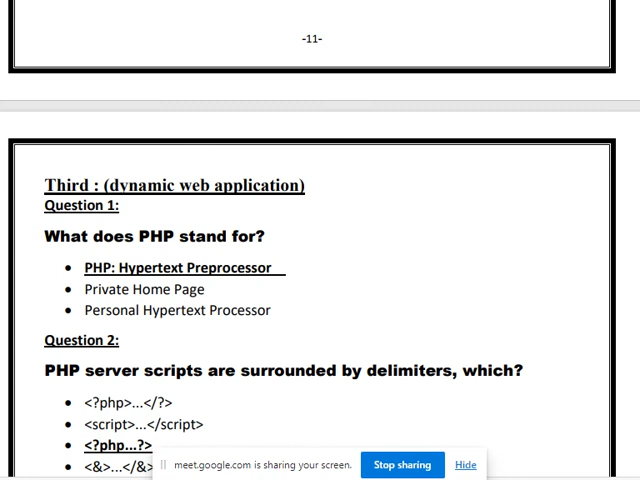 -11-
Third : (dynamic web application)
Question 1:
What does PHP stand for?
• PHP: Hypertext Preprocessor
• Private Home Page
• Personal Hypertext Processor
Question 2:
PHP server scripts are surrounded by delimiters, which?
• <?php>...</?>
• <script>...</script>
• <?php...?>
• <&>...</&>
meet.google.com is sharing your screen.
Stop sharing
Hide